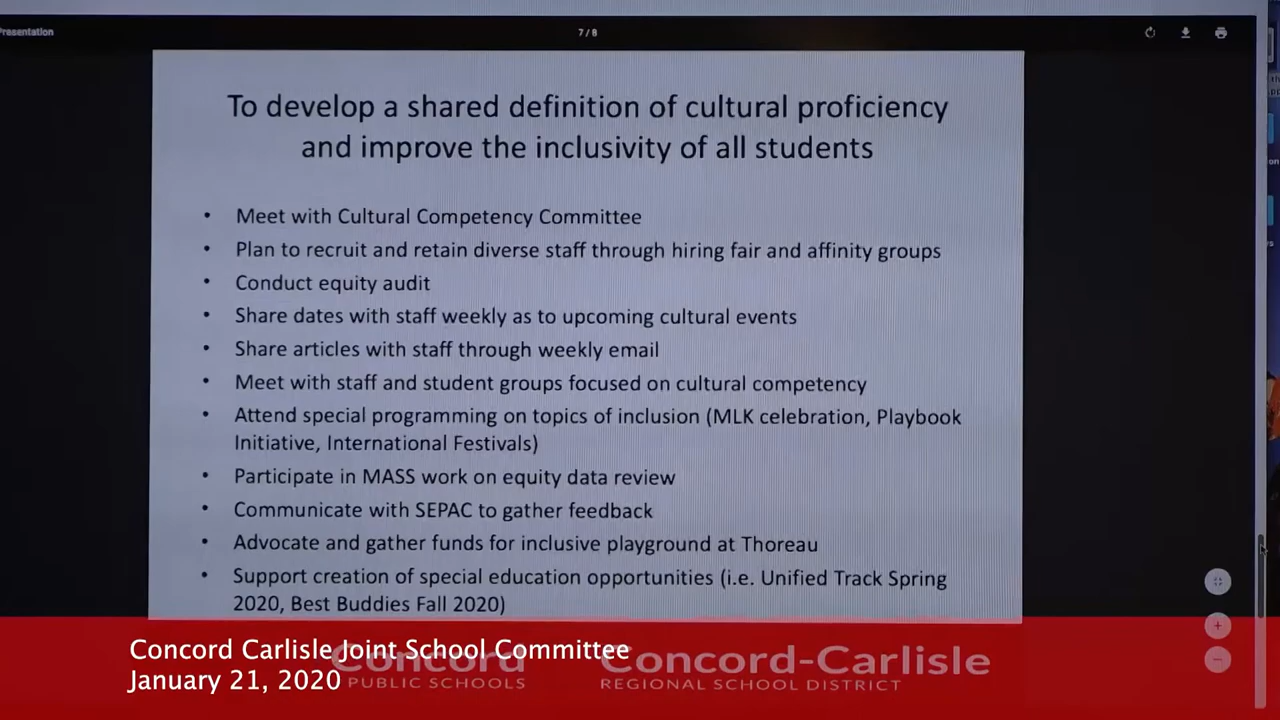 Presentation
7 / 8
To develop a shared definition of cultural proficiency
and improve the inclusivity of all students
• Meet with Cultural Competency Committee
• Plan to recruit and retain diverse staff through hiring fair and affinity groups
• Conduct equity audit
• Share dates with staff weekly as to upcoming cultural events
• Share articles with staff through weekly email
• Meet with staff and student groups focused on cultural competency
• Attend special programming on topics of inclusion (MLK celebration, Playbook
Initiative, International Festivals)
• Participate in MASS work on equity data review
• Communicate with SEPAC to gather feedback
• Advocate and gather funds for inclusive playground at Thoreau
• Support creation of special education opportunities (i.e. Unified Track Spring
2020, Best Buddies Fall 2020)
Concord Carlisle Joint School Committee
January 21, 2020
Concord
PUBLIC SCHOOLS
Concord-Carlisle
REGIONAL SCHOOL DISTRICT